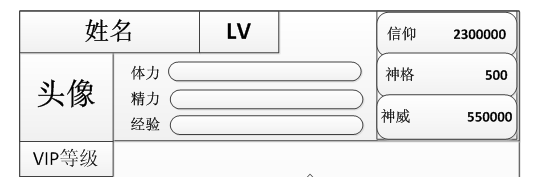 姓名 LV
信仰 2300000
头像
体力
神格 500
精力
神威 550000
经验
VIP等级